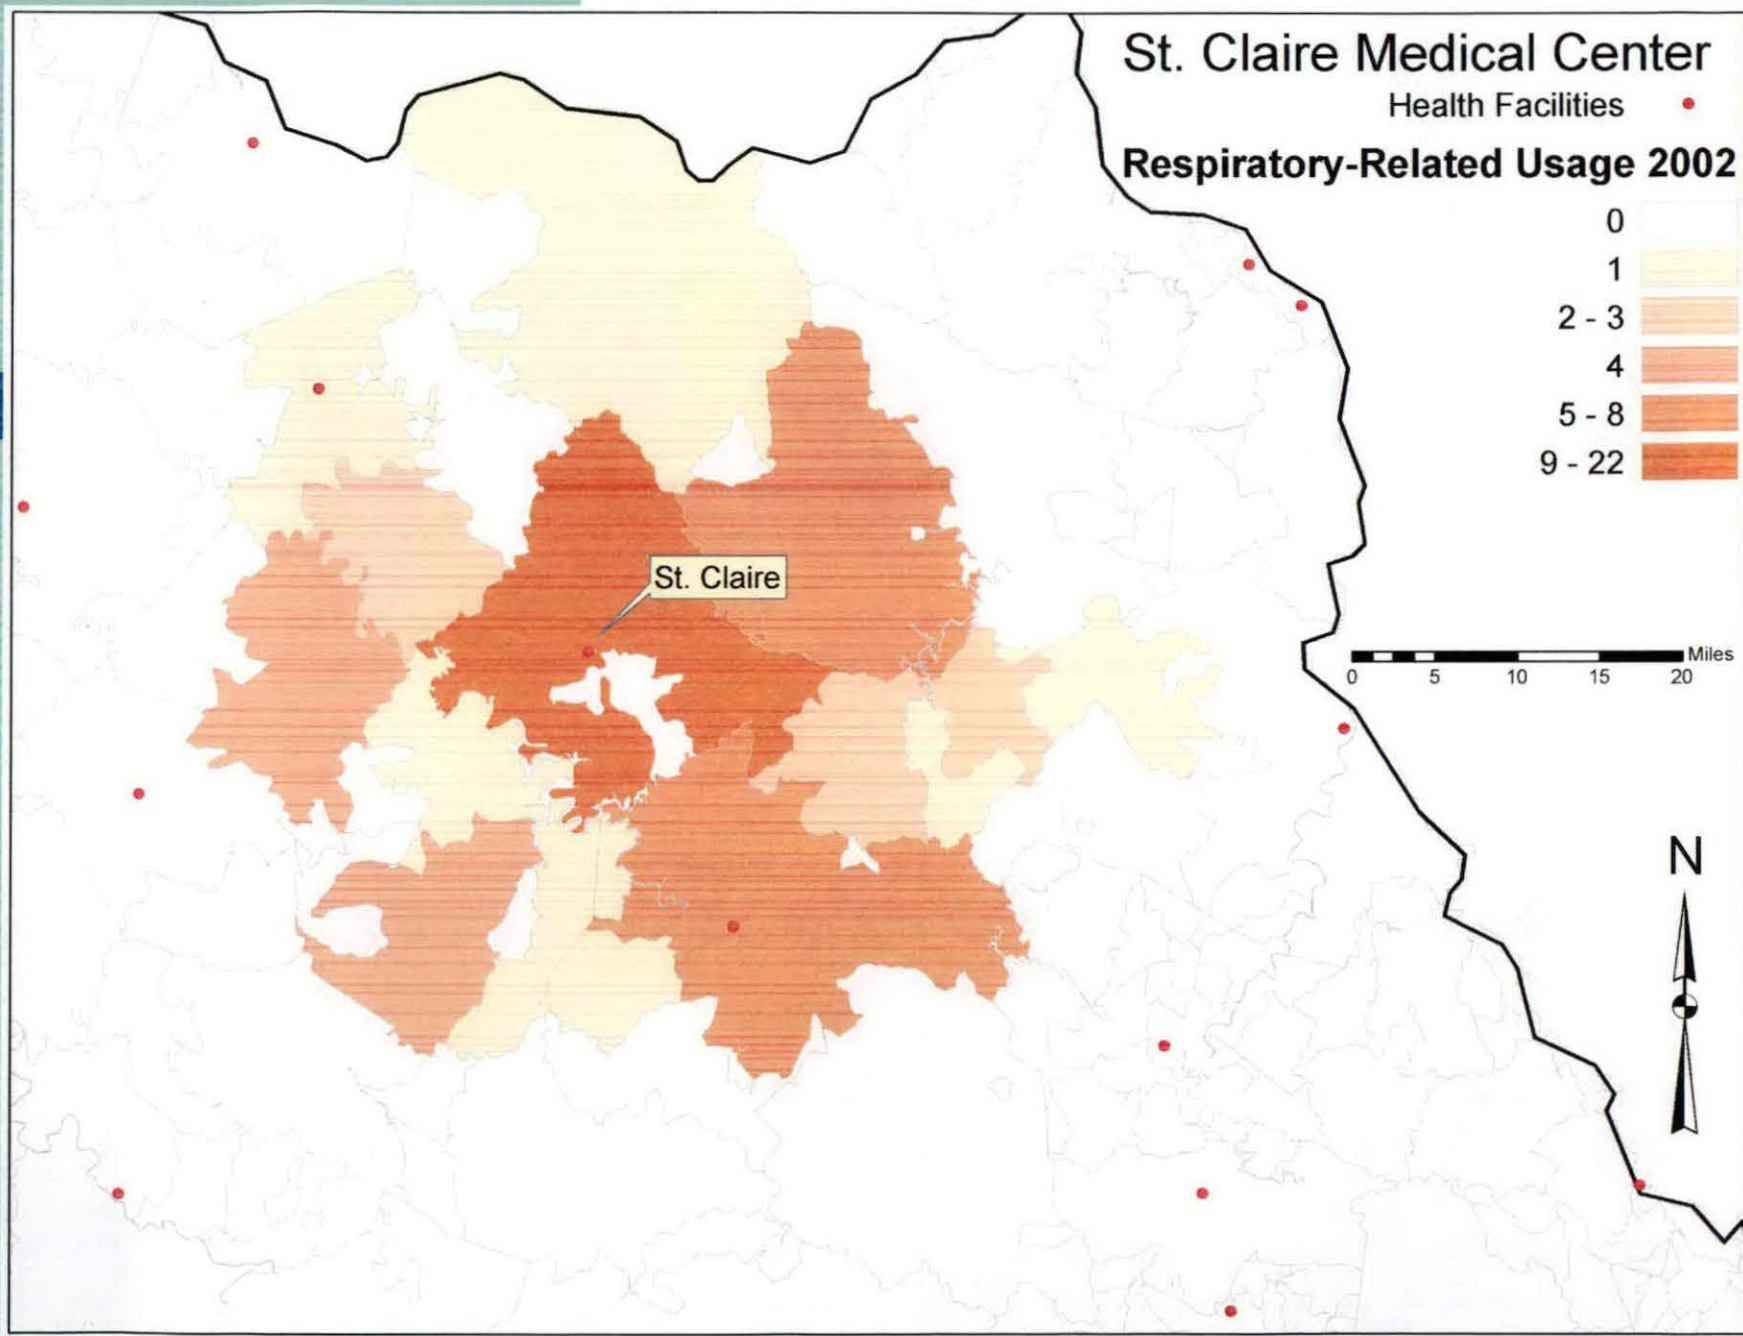 St. Claire Medical Center
Health Facilities
Respiratory-Related Usage 2002
0
1
2 - 3
4
5 - 8
9 - 22
St. Claire
Miles
0 5 10 15 20
N